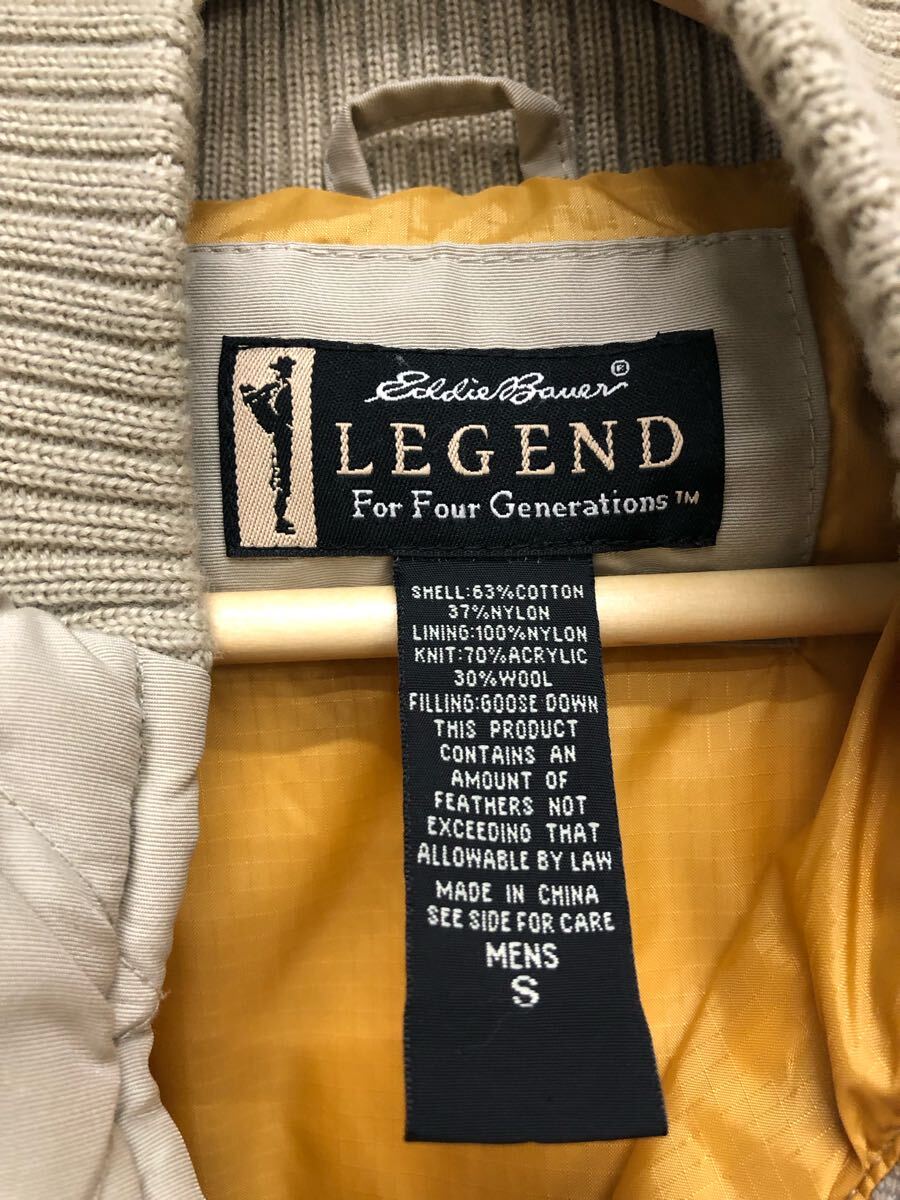 Eddie Bauer®
LEGEND
For Four Generations™
SHELL:63%COTTON
37%NYLON
LINING:100%NYLON
KNIT:70%ACRYLIC
30%WOOL
FILLING:GOOSE DOWN
THIS PRODUCT
CONTAINS AN
AMOUNT OF
FEATHERS NOT
EXCEEDING THAT
ALLOWABLE BY LAW
MADE IN CHINA
SEE SIDE FOR CARE
MENS
S